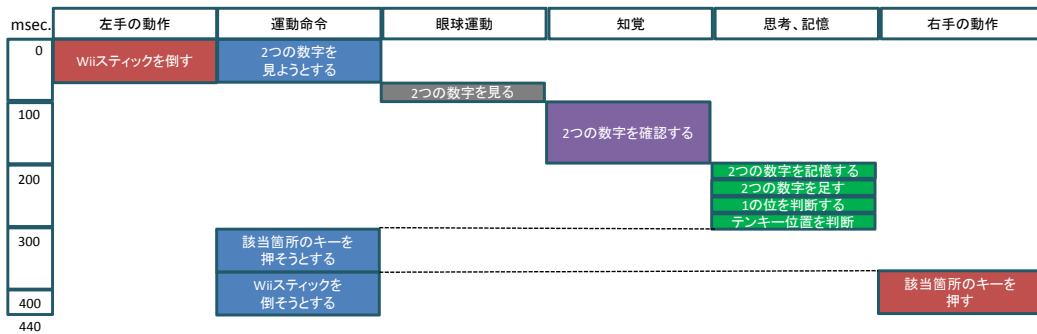 msec.
左手の動作
運動命令
眼球運動
知覚
思考、記憶
右手の動作
0
Wiiスティックを倒す
2つの数字を
見ようとする
2つの数字を見る
100
2つの数字を確認する
200
2つの数字を記憶する
2つの数字を足す
1の位を判断する
テンキー位置を判断
300
該当箇所のキーを
押そうとする
Wiiスティックを
倒そうとする
該当箇所のキーを
押す
400
440